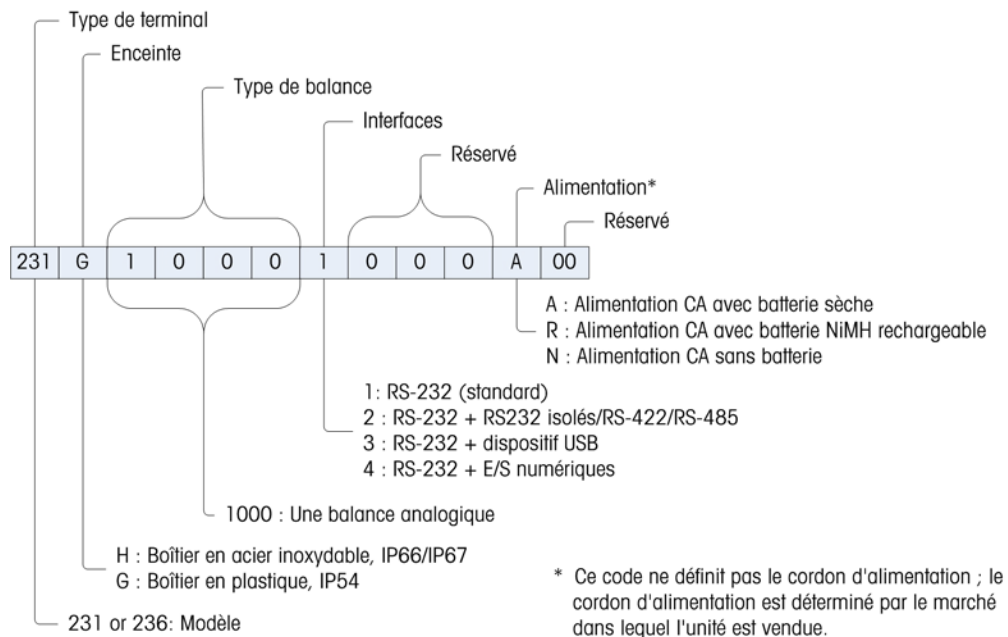 Type de terminal
Enceinte
Type de balance
Interfaces
Réservé
Alimentation*
Réservé
231 G 1 0 0 0 1 0 0 0 A 00
A : Alimentation CA avec batterie sèche
R : Alimentation CA avec batterie NiMH rechargeable
N : Alimentation CA sans batterie
1: RS-232 (standard)
2 : RS-232 + RS232 isolés/RS-422/RS-485
3 : RS-232 + dispositif USB
4 : RS-232 + E/S numériques
1000 : Une balance analogique
H : Boîtier en acier inoxydable, IP66/IP67
G : Boîtier en plastique, IP54
231 or 236: Modèle
* Ce code ne définit pas le cordon d'alimentation ; le
cordon d'alimentation est déterminé par le marché
dans lequel l'unité est vendue.